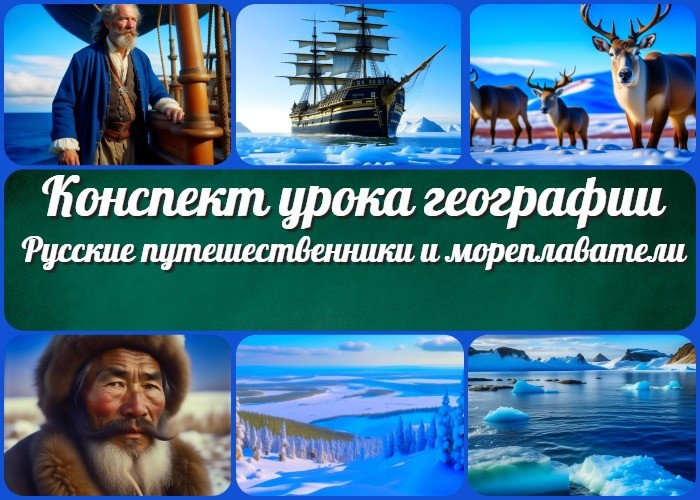 Конспект урока географии
Русские путешественники и мореплаватели